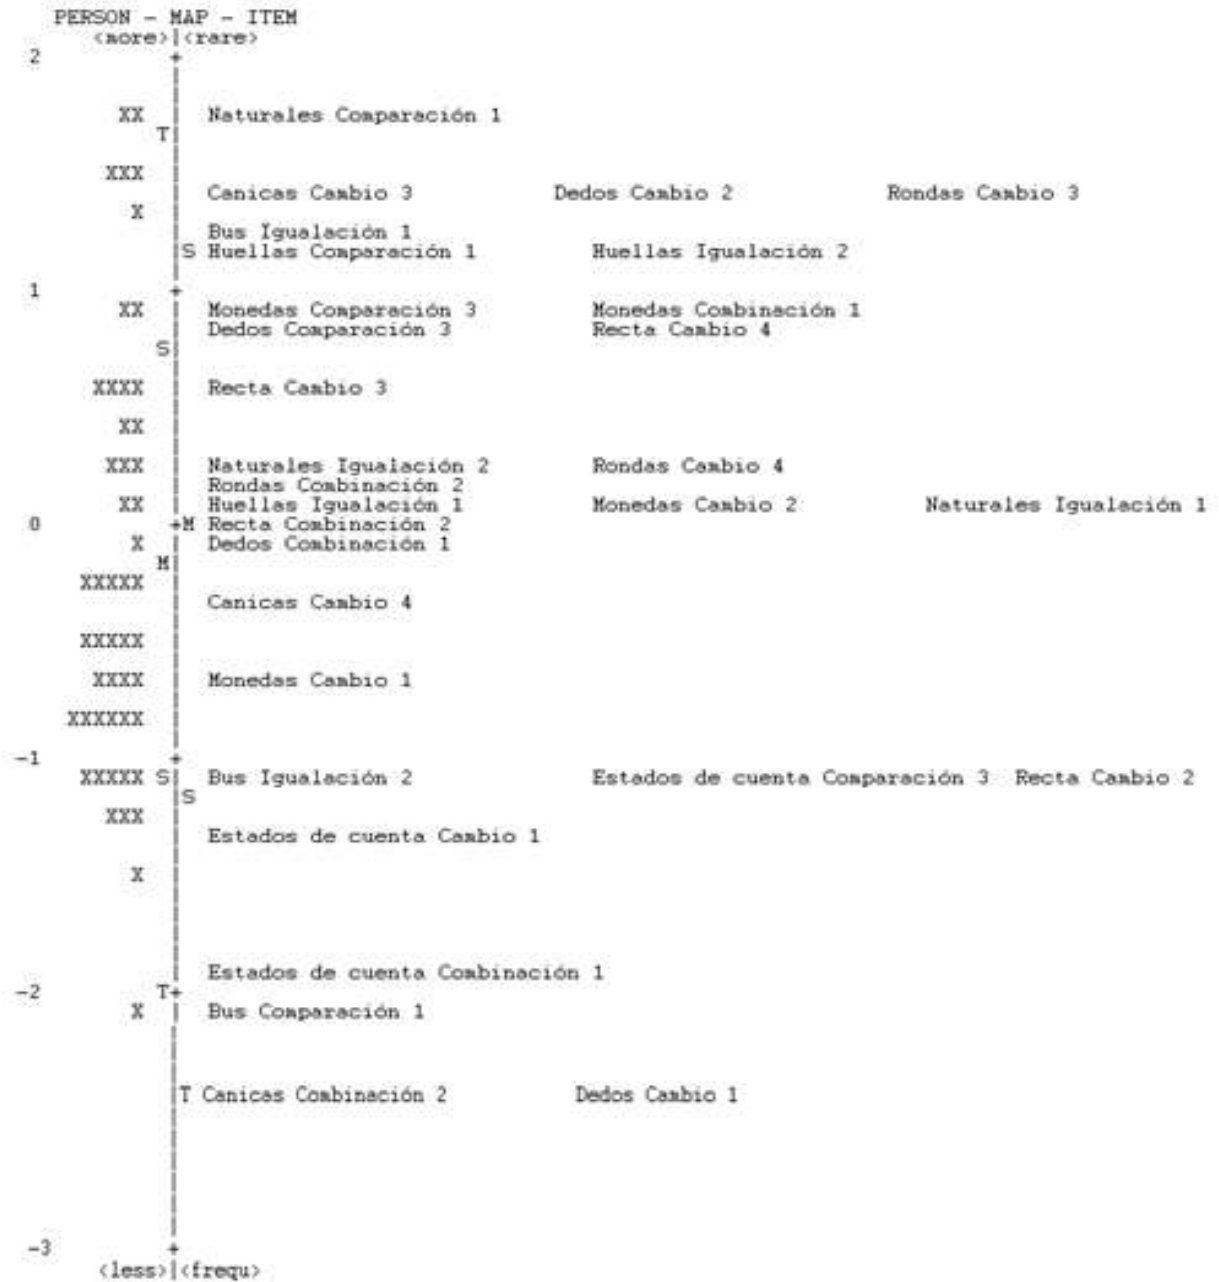 PERSON - MAP - ITEM
<more>|<rare>
2 +
XX Naturales Comparación 1
T
XXX
Canicas Cambio 3 Dedos Cambio 2 Rondas Cambio 3
X
Bus Igualación 1
S Huellas Comparación 1 Huellas Igualación 2
1 +
XX Monedas Comparación 3 Monedas Combinación 1
Dedos Comparación 3 Recta Cambio 4
S
XXXX Recta Cambio 3
XX
XXX Naturales Igualación 2 Rondas Cambio 4
Rondas Combinación 2
XX Huellas Igualación 1 Monedas Cambio 2 Naturales Igualación 1
0 +M Recta Combinación 2
X Dedos Combinación 1
M
XXXXX
Canicas Cambio 4
XXXXX
XXXX Monedas Cambio 1
XXXXXX
-1 +
XXXXX S Bus Igualación 2 Estados de cuenta Comparación 3 Recta Cambio 2
S
XXX
Estados de cuenta Cambio 1
X
Estados de cuenta Combinación 1
-2 T+
X Bus Comparación 1
T Canicas Combinación 2 Dedos Cambio 1
-3 +
<less>|<frequ>